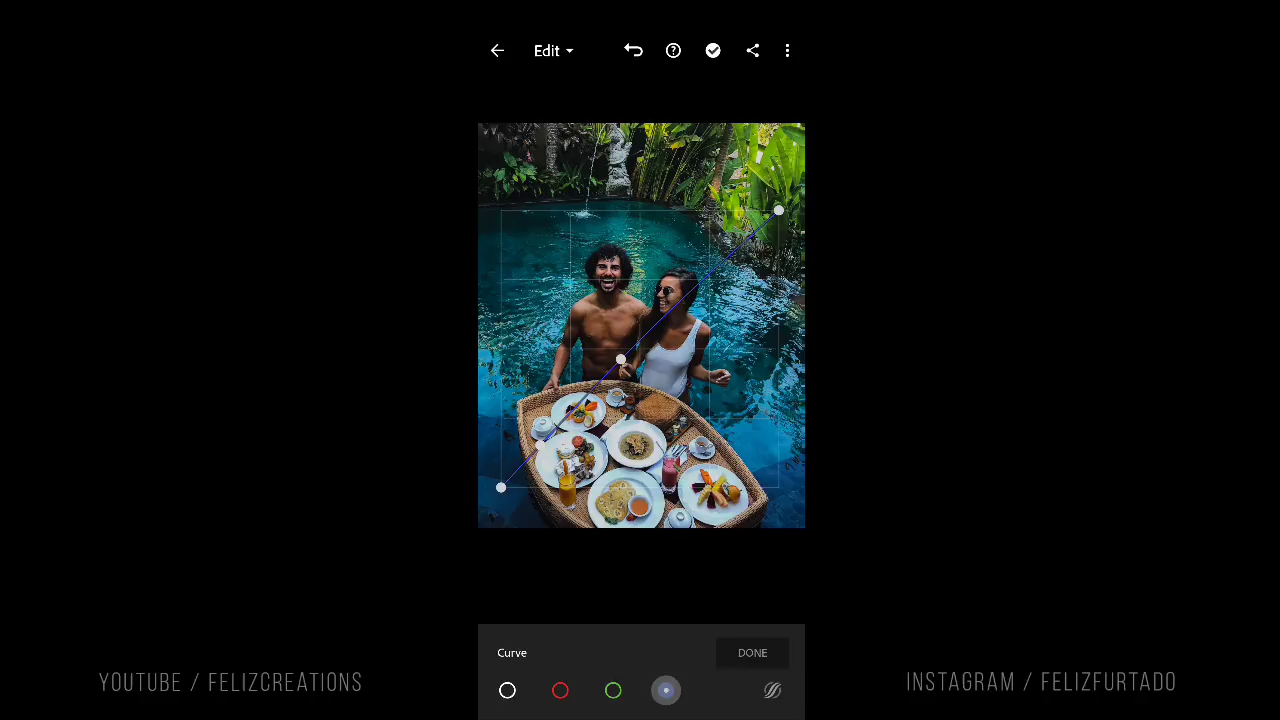 Edit
Curve
DONE
YOUTUBE / FELIZCREATIONS
INSTAGRAM / FELIZFURTADO